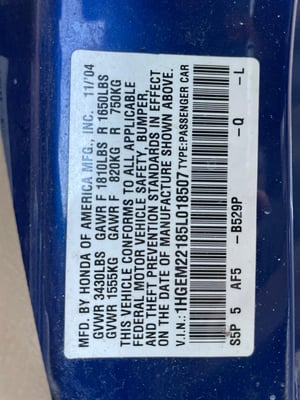 MFD. BY HONDA OF AMERICA MFG., INC. 11/'04
GVWR 3430LBS GAWR F 1810LBS R 1650LBS
GVWR 1555KG GAWR F 820KG R 750KG
THIS VEHICLE CONFORMS TO ALL APPLICABLE
FEDERAL MOTOR VEHICLE SAFETY, BUMPER,
AND THEFT PREVENTION STANDARDS IN EFFECT
ON THE DATE OF MANUFACTURE SHOWN ABOVE.
V.I.N.: 1HGEM22185L018507 TYPE:PASSENGER CAR
S5P 5 AF5 - B529P -Q -L